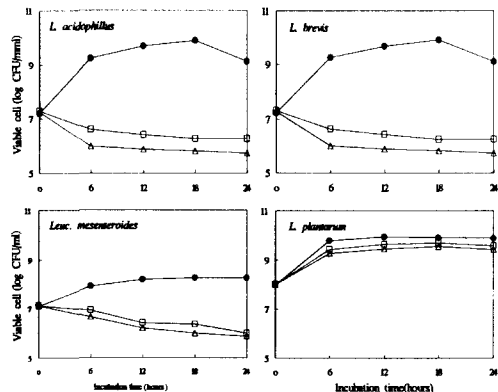 11
9
7
5
Viable cell (log CFU/mml)
L. acidophillus
0 6 12 18 24
11
9
7
5
L. brevis
0 6 12 18 24
11
9
7
5
Viable cell (log CFU/ml)
Leuc. mesenteroides
0 6 12 18 24
Incubation time (hours)
11
9
7
5
L. plantarum
0 6 12 18 24
Incubation time(hours)